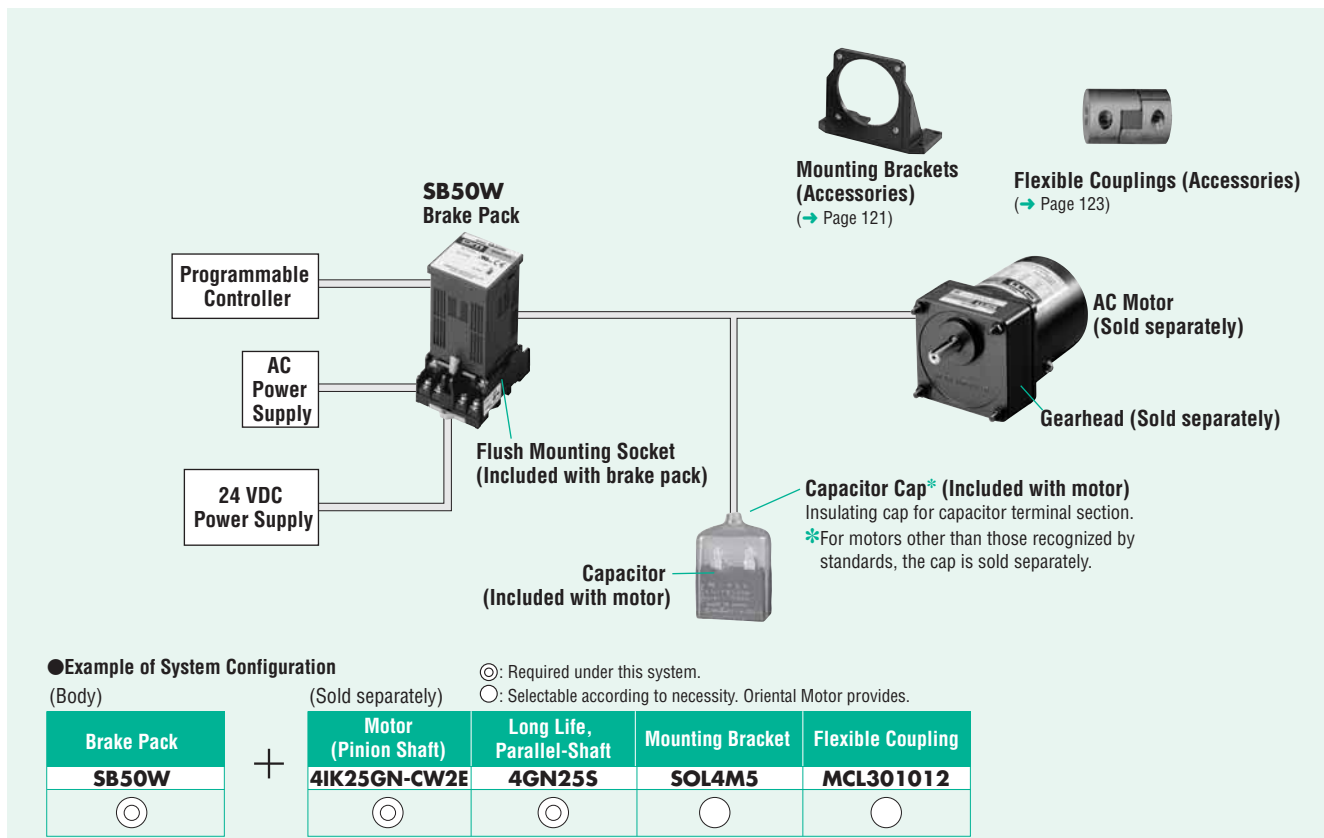 Mounting Brackets
(Accessories)
(➜ Page 121)
Flexible Couplings (Accessories)
(➜ Page 123)
SB50W
Brake Pack
Programmable
Controller
AC
Power
Supply
24 VDC
Power Supply
Flush Mounting Socket
(Included with brake pack)
AC Motor
(Sold separately)
Gearhead (Sold separately)
Capacitor Cap* (Included with motor)
Insulating cap for capacitor terminal section.
*For motors other than those recognized by
standards, the cap is sold separately.
Capacitor
(Included with motor)
●Example of System Configuration
◎: Required under this system.
○: Selectable according to necessity. Oriental Motor provides.
(Body)
(Sold separately)
Brake Pack
+
Motor
(Pinion Shaft)
Long Life,
Parallel-Shaft
Mounting Bracket
Flexible Coupling
SB50W
4IK25GN-CW2E
4GN25S
SOL4M5
MCL301012
◎ ◎ ◎ ○ ○